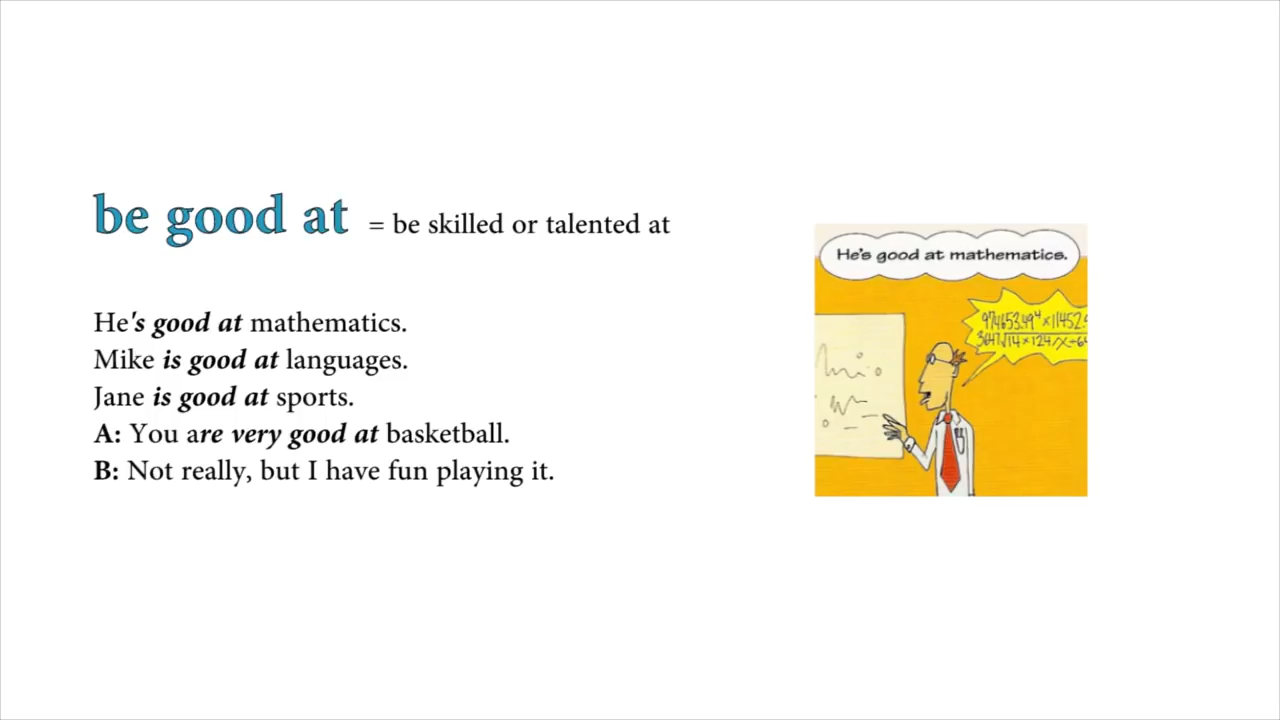 be good at = be skilled or talented at
He's good at mathematics.
Mike is good at languages.
Jane is good at sports.
A: You are very good at basketball.
B: Not really, but I have fun playing it.
He's good at mathematics.